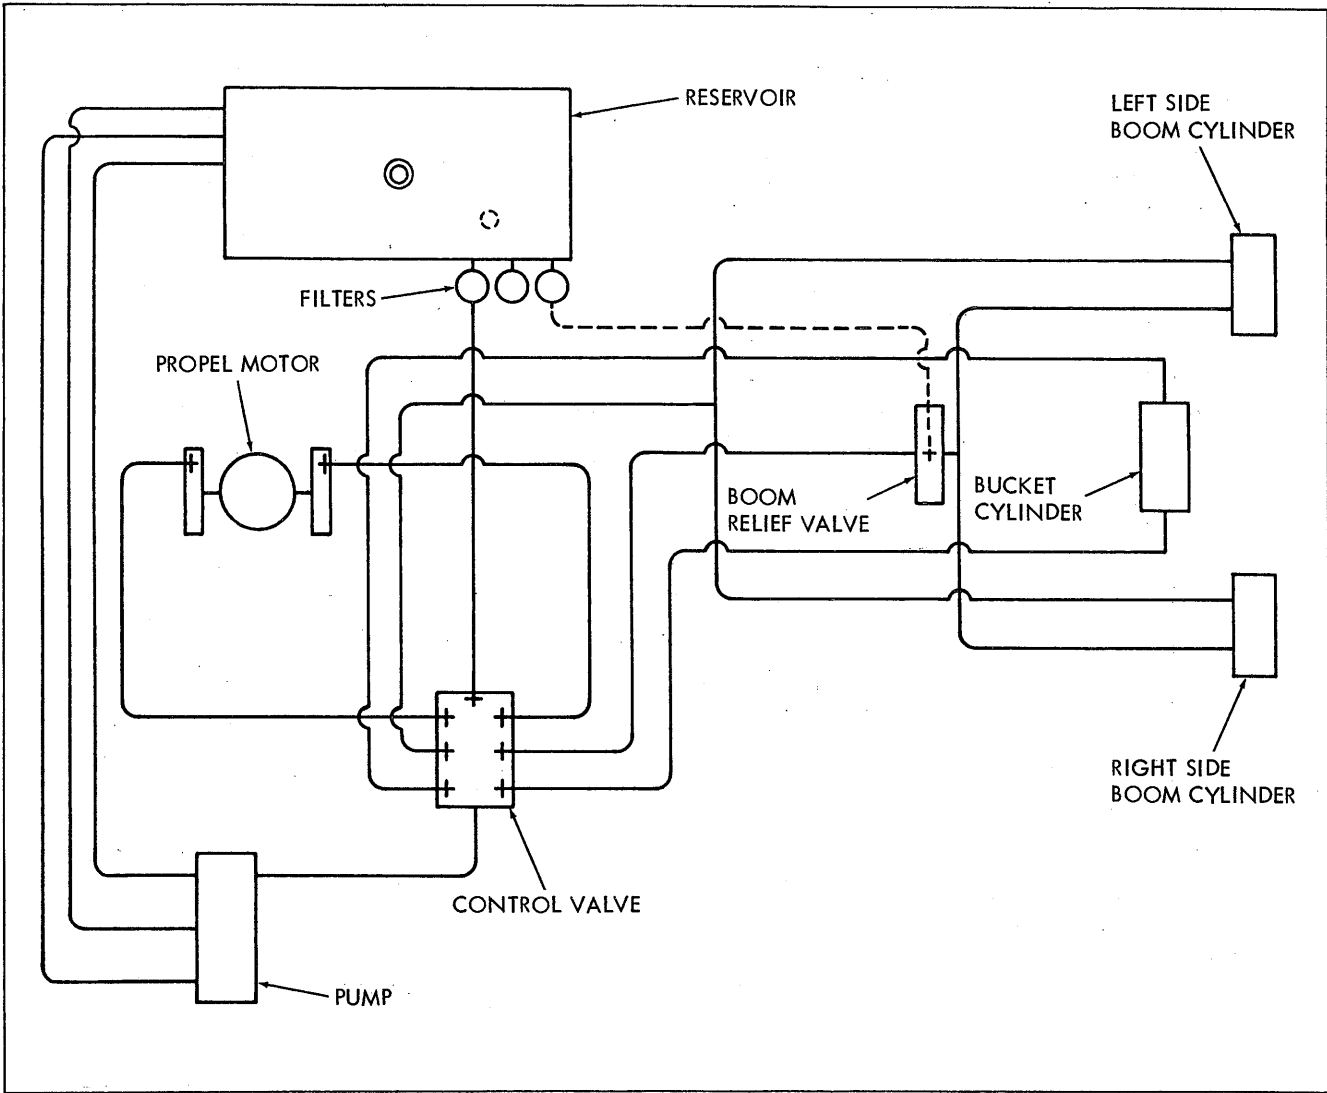 RESERVOIR
LEFT SIDE
BOOM CYLINDER
FILTERS
PROPEL MOTOR
BOOM
RELIEF VALVE
BUCKET
CYLINDER
RIGHT SIDE
BOOM CYLINDER
CONTROL VALVE
PUMP